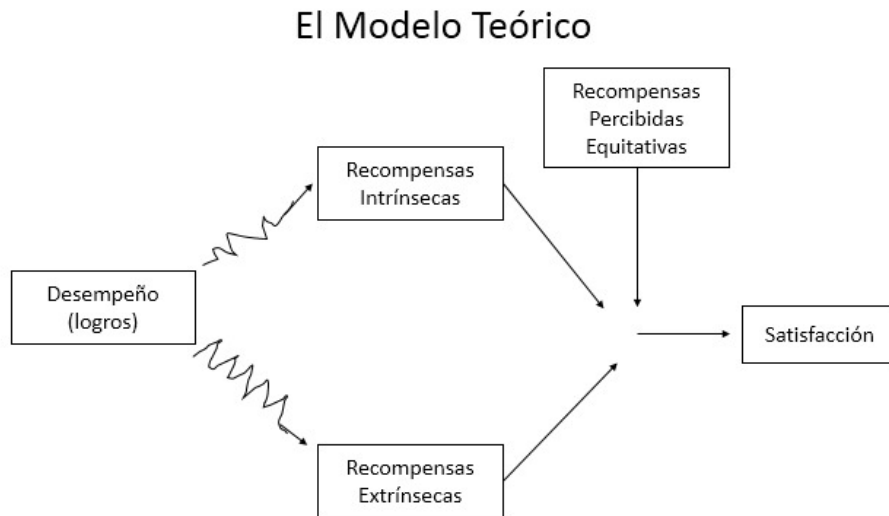 El Modelo Teórico
Recompensas
Percibidas
Equitativas
Recompensas
Intrínsecas
Desempeño
(logros)
Satisfacción
Recompensas
Extrínsecas